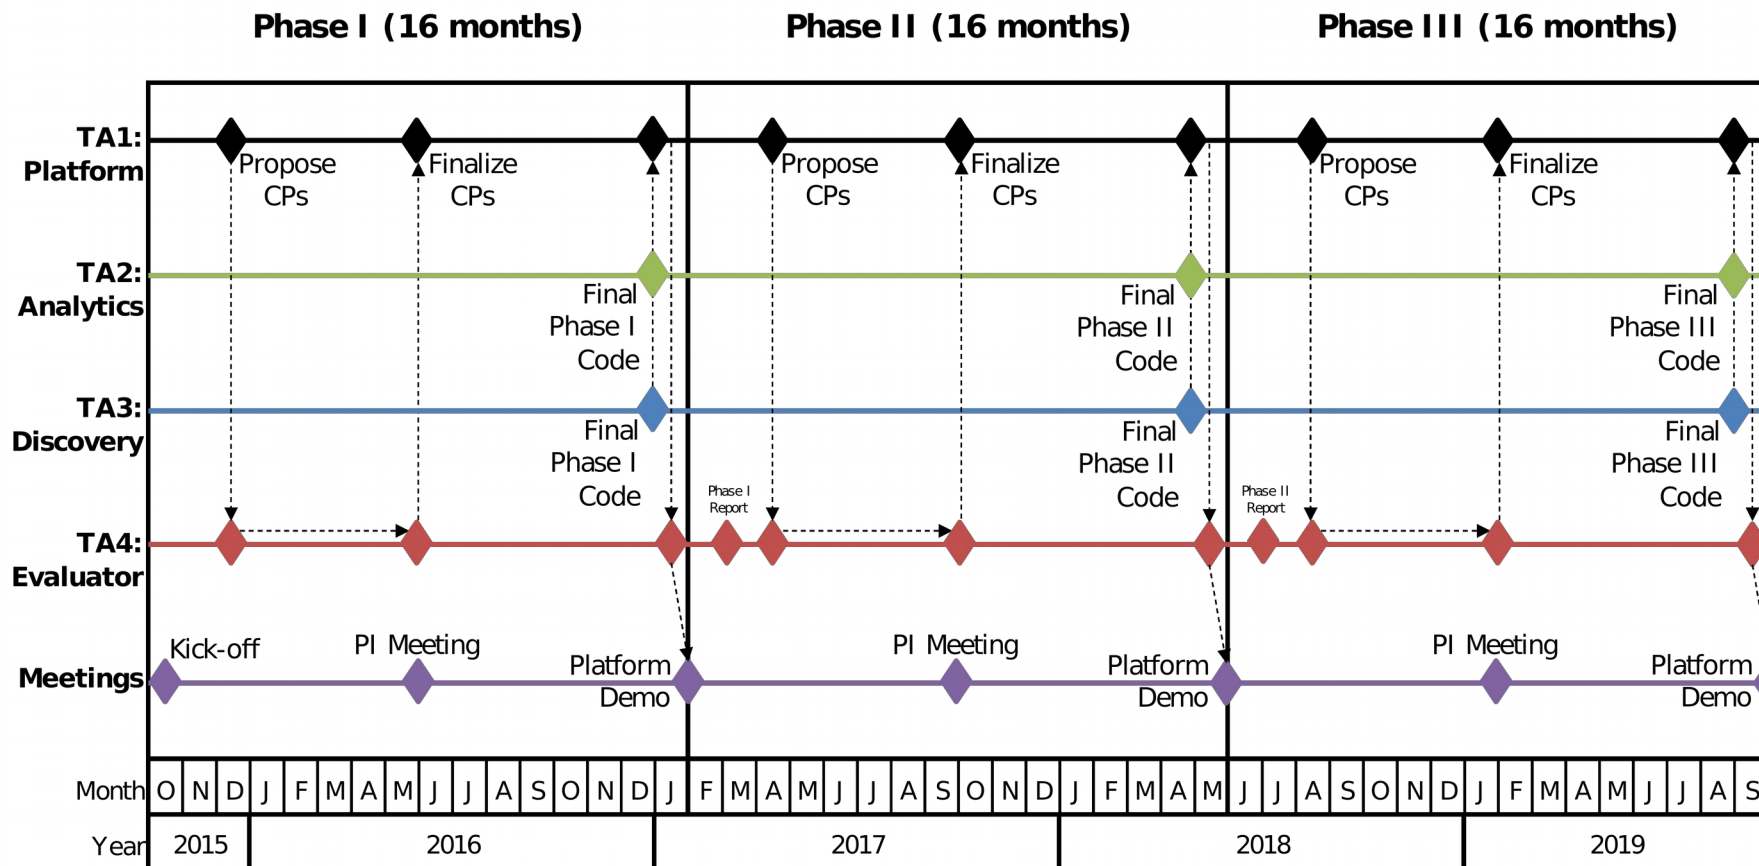 Phase I (16 months) Phase II (16 months) Phase III (16 months)
TA1:
Platform
Propose
CPs
Finalize
CPs
Propose
CPs
Finalize
CPs
Propose
CPs
Finalize
CPs
TA2:
Analytics
Final
Phase I
Code
Final
Phase II
Code
Final
Phase III
Code
TA3:
Discovery
Final
Phase I
Code
Final
Phase II
Code
Final
Phase III
Code
TA4:
Evaluator
Phase I
Report
Phase II
Report
Meetings
Kick-off
PI Meeting
Platform
Demo
PI Meeting
Platform
Demo
PI Meeting
Platform
Demo
Month O N D J F M A M J J A S O N D J F M A M J J A S O N D J F M A M J J A S O N D J F M A M J J A S
Year 2015 2016 2017 2018 2019